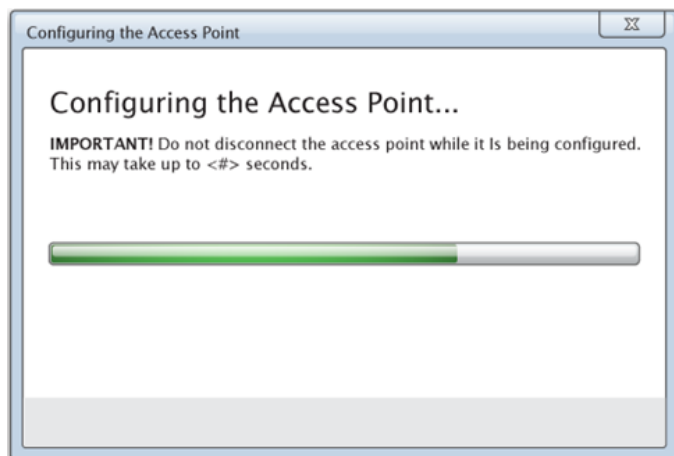 Configuring the Access Point
Configuring the Access Point...
IMPORTANT! Do not disconnect the access point while it Is being configured.
This may take up to <#> seconds.